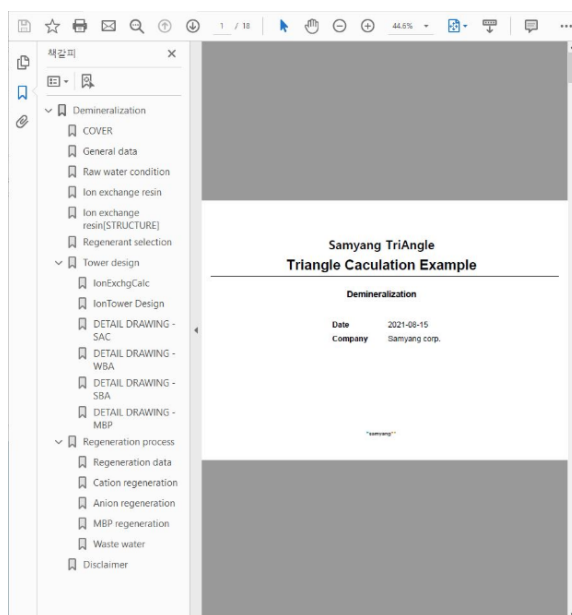 1 / 18
44.6%
책갈피
Demineralization
COVER
General data
Raw water condition
Ion exchange resin
Ion exchange
resin[STRUCTURE]
Regenerant selection
Tower design
IonExchgCalc
IonTower Design
DETAIL DRAWING -
SAC
DETAIL DRAWING -
WBA
DETAIL DRAWING -
SBA
DETAIL DRAWING -
MBP
Regeneration process
Regeneration data
Cation regeneration
Anion regeneration
MBP regeneration
Waste water
Disclaimer
Samyang TriAngle
Triangle Caculation Example
Demineralization
Date 2021-08-15
Company Samyang corp.
"samyang"